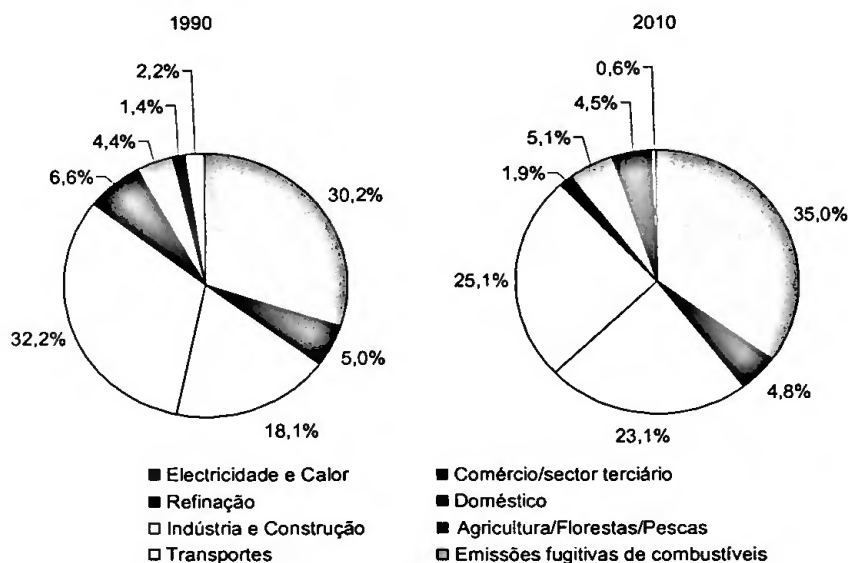 1990
2010
2,2%
1,4%
4,4%
6,6%
30,2%
32,2%
5,0%
18,1%
0,6%
4,5%
5,1%
1,9%
35,0%
25,1%
4,8%
23,1%
Electricidade e Calor
Refinação
Indústria e Construção
Transportes
Comércio/sector terciário
Doméstico
Agricultura/Florestas/Pescas
Emissões fugitivas de combustíveis